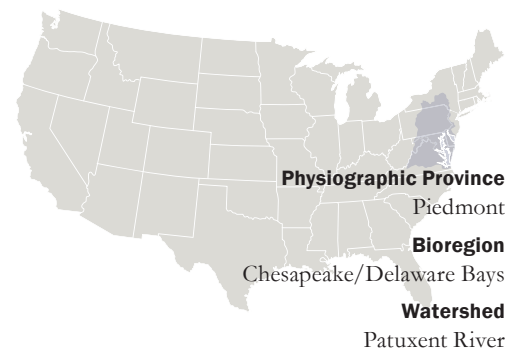 Physiographic Province
Piedmont
Bioregion
Chesapeake/Delaware Bays
Watershed
Patuxent River